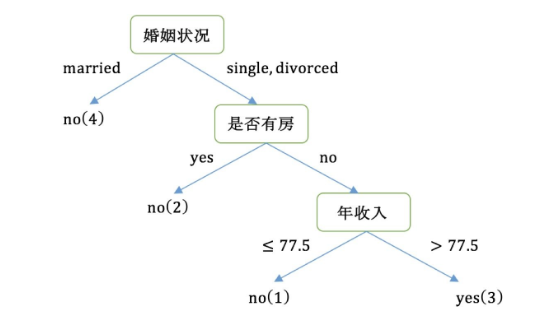 婚姻状况
married
single, divorced
no(4)
是否有房
yes
no
no(2)
年收入
≤ 77.5
> 77.5
no(1)
yes(3)